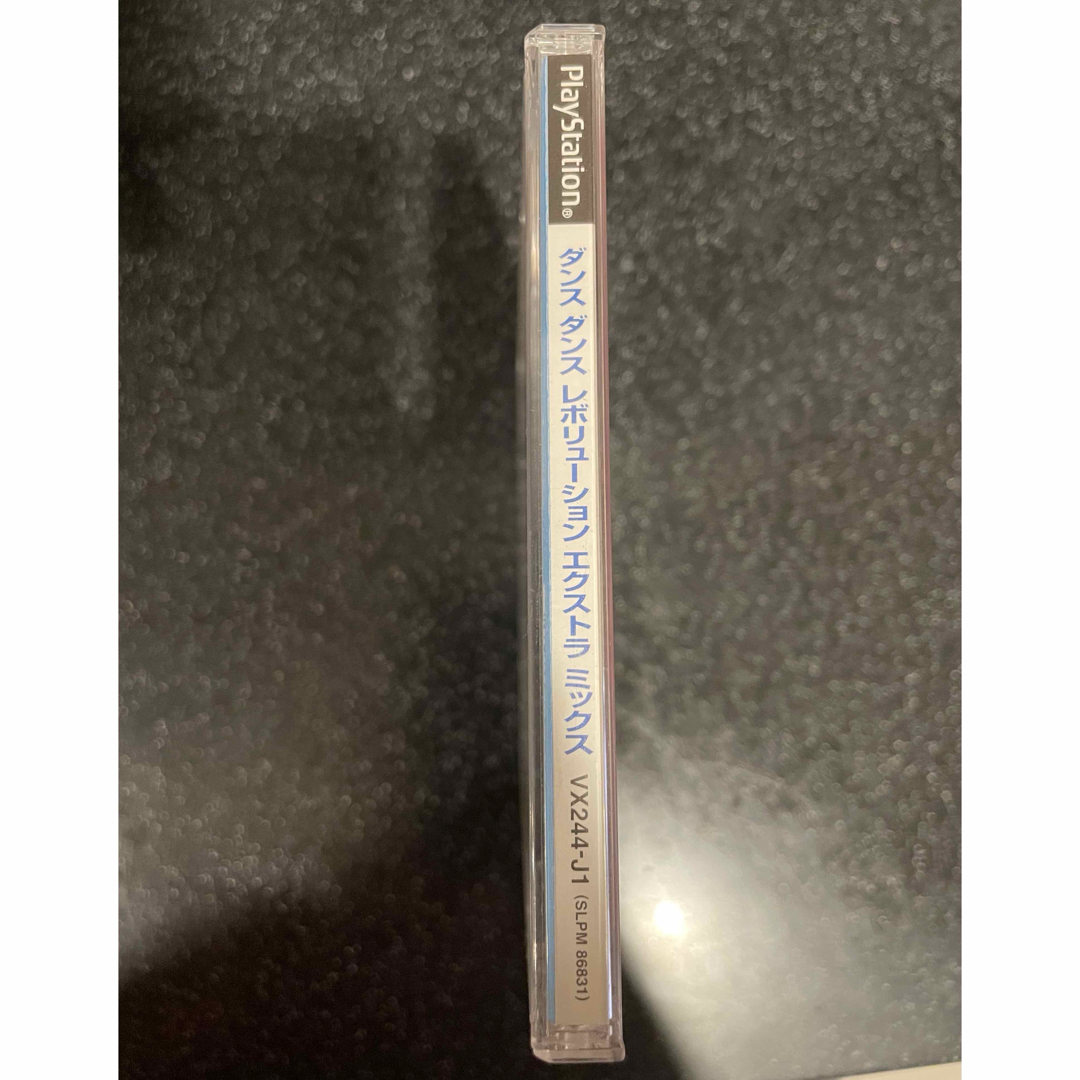 PlayStation®
ダンス ダンス レボリューション エクストラ ミックス VX244-J1 (SLPM 86831)